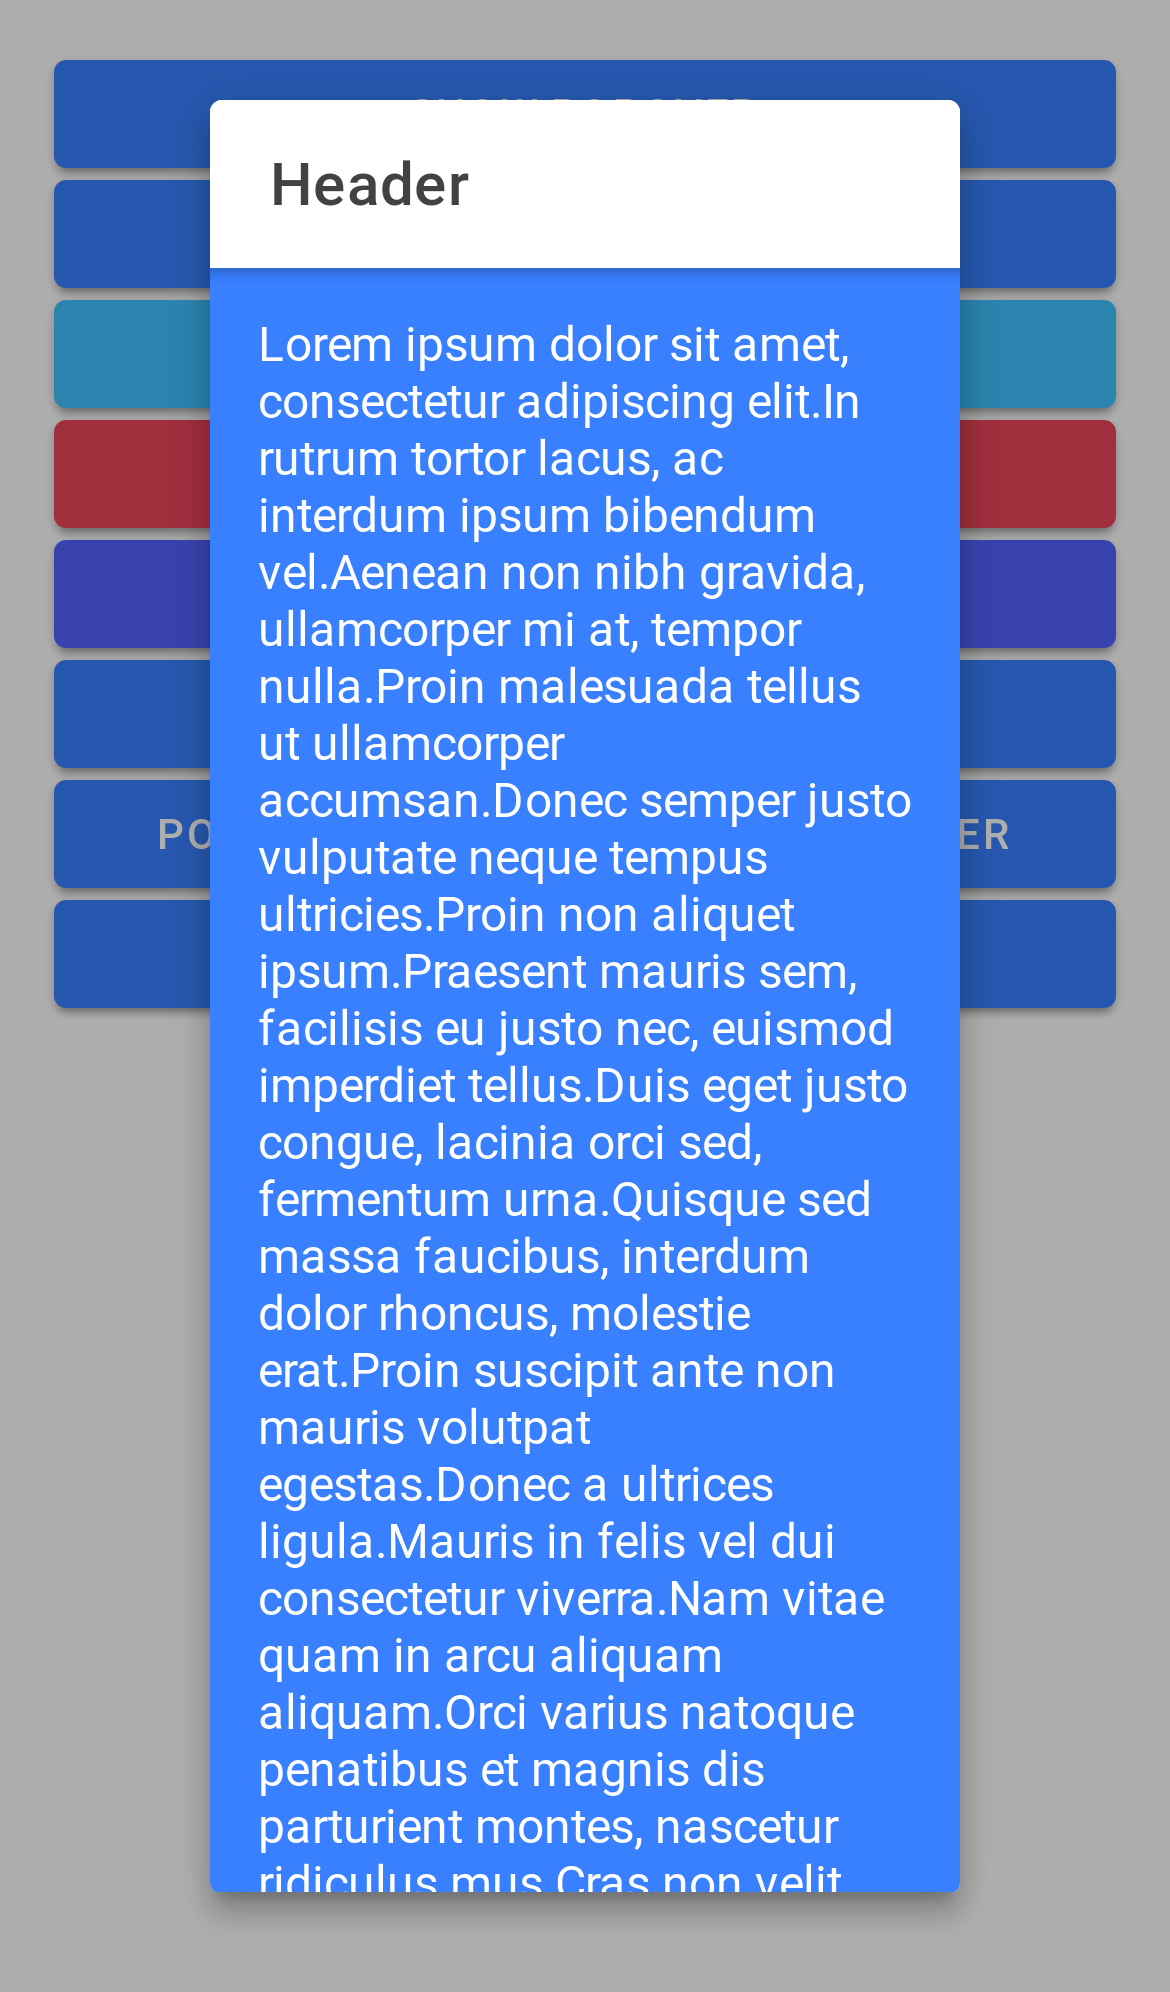 Header
Lorem ipsum dolor sit amet,
consectetur adipiscing elit.In
rutrum tortor lacus, ac
interdum ipsum bibendum
vel.Aenean non nibh gravida,
ullamcorper mi at, tempor
nulla.Proin malesuada tellus
ut ullamcorper
accumsan.Donec semper justo
vulputate neque tempus
ultricies.Proin non aliquet
ipsum.Praesent mauris sem,
facilisis eu justo nec, euismod
imperdiet tellus.Duis eget justo
congue, lacinia orci sed,
fermentum urna.Quisque sed
massa faucibus, interdum
dolor rhoncus, molestie
erat.Proin suscipit ante non
mauris volutpat
egestas.Donec a ultrices
ligula.Mauris in felis vel dui
consectetur viverra.Nam vitae
quam in arcu aliquam
aliquam.Orci varius natoque
penatibus et magnis dis
parturient montes, nascetur
ridiculus mus.Cras non velit